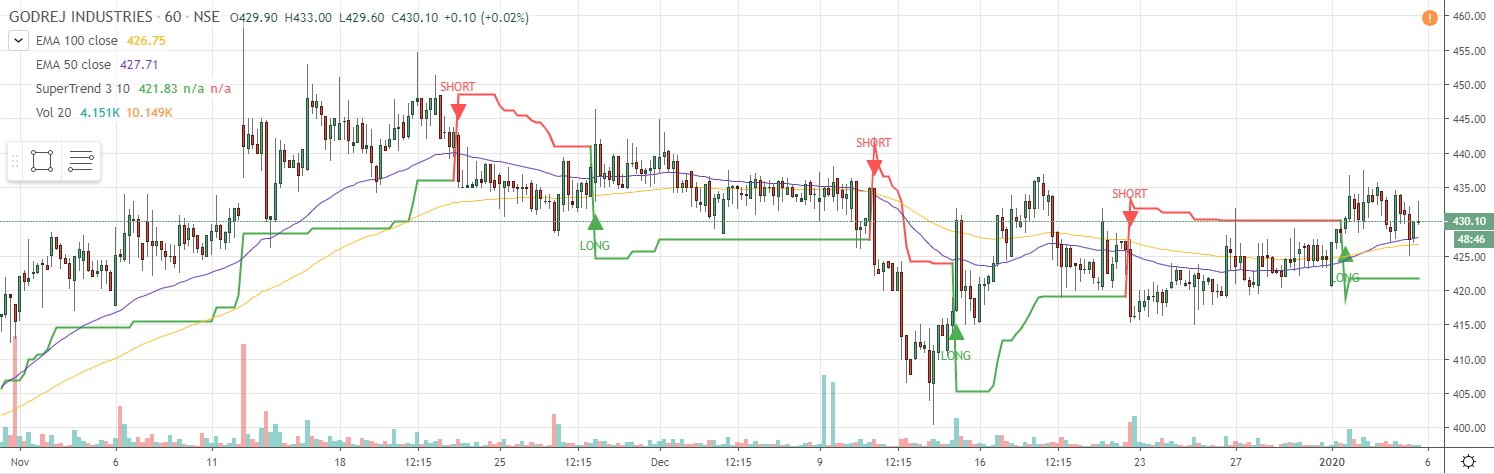 GODREJ INDUSTRIES · 60 · NSE O429.90 H433.00 L429.60 C430.10 +0.10 (+0.02%)
EMA 100 close 426.75
EMA 50 close 427.71
SuperTrend 3 10 421.83 n/a n/a
Vol 20 4.151K 10.149K
SHORT
LONG
SHORT
LONG
SHORT
LONG
460.00
455.00
450.00
445.00
440.00
435.00
430.10
48:46
425.00
420.00
415.00
410.00
405.00
400.00
Nov 6 11 18 12:15 25 12:15 Dec 12:15 9 12:15 16 12:15 23 27 2020 6